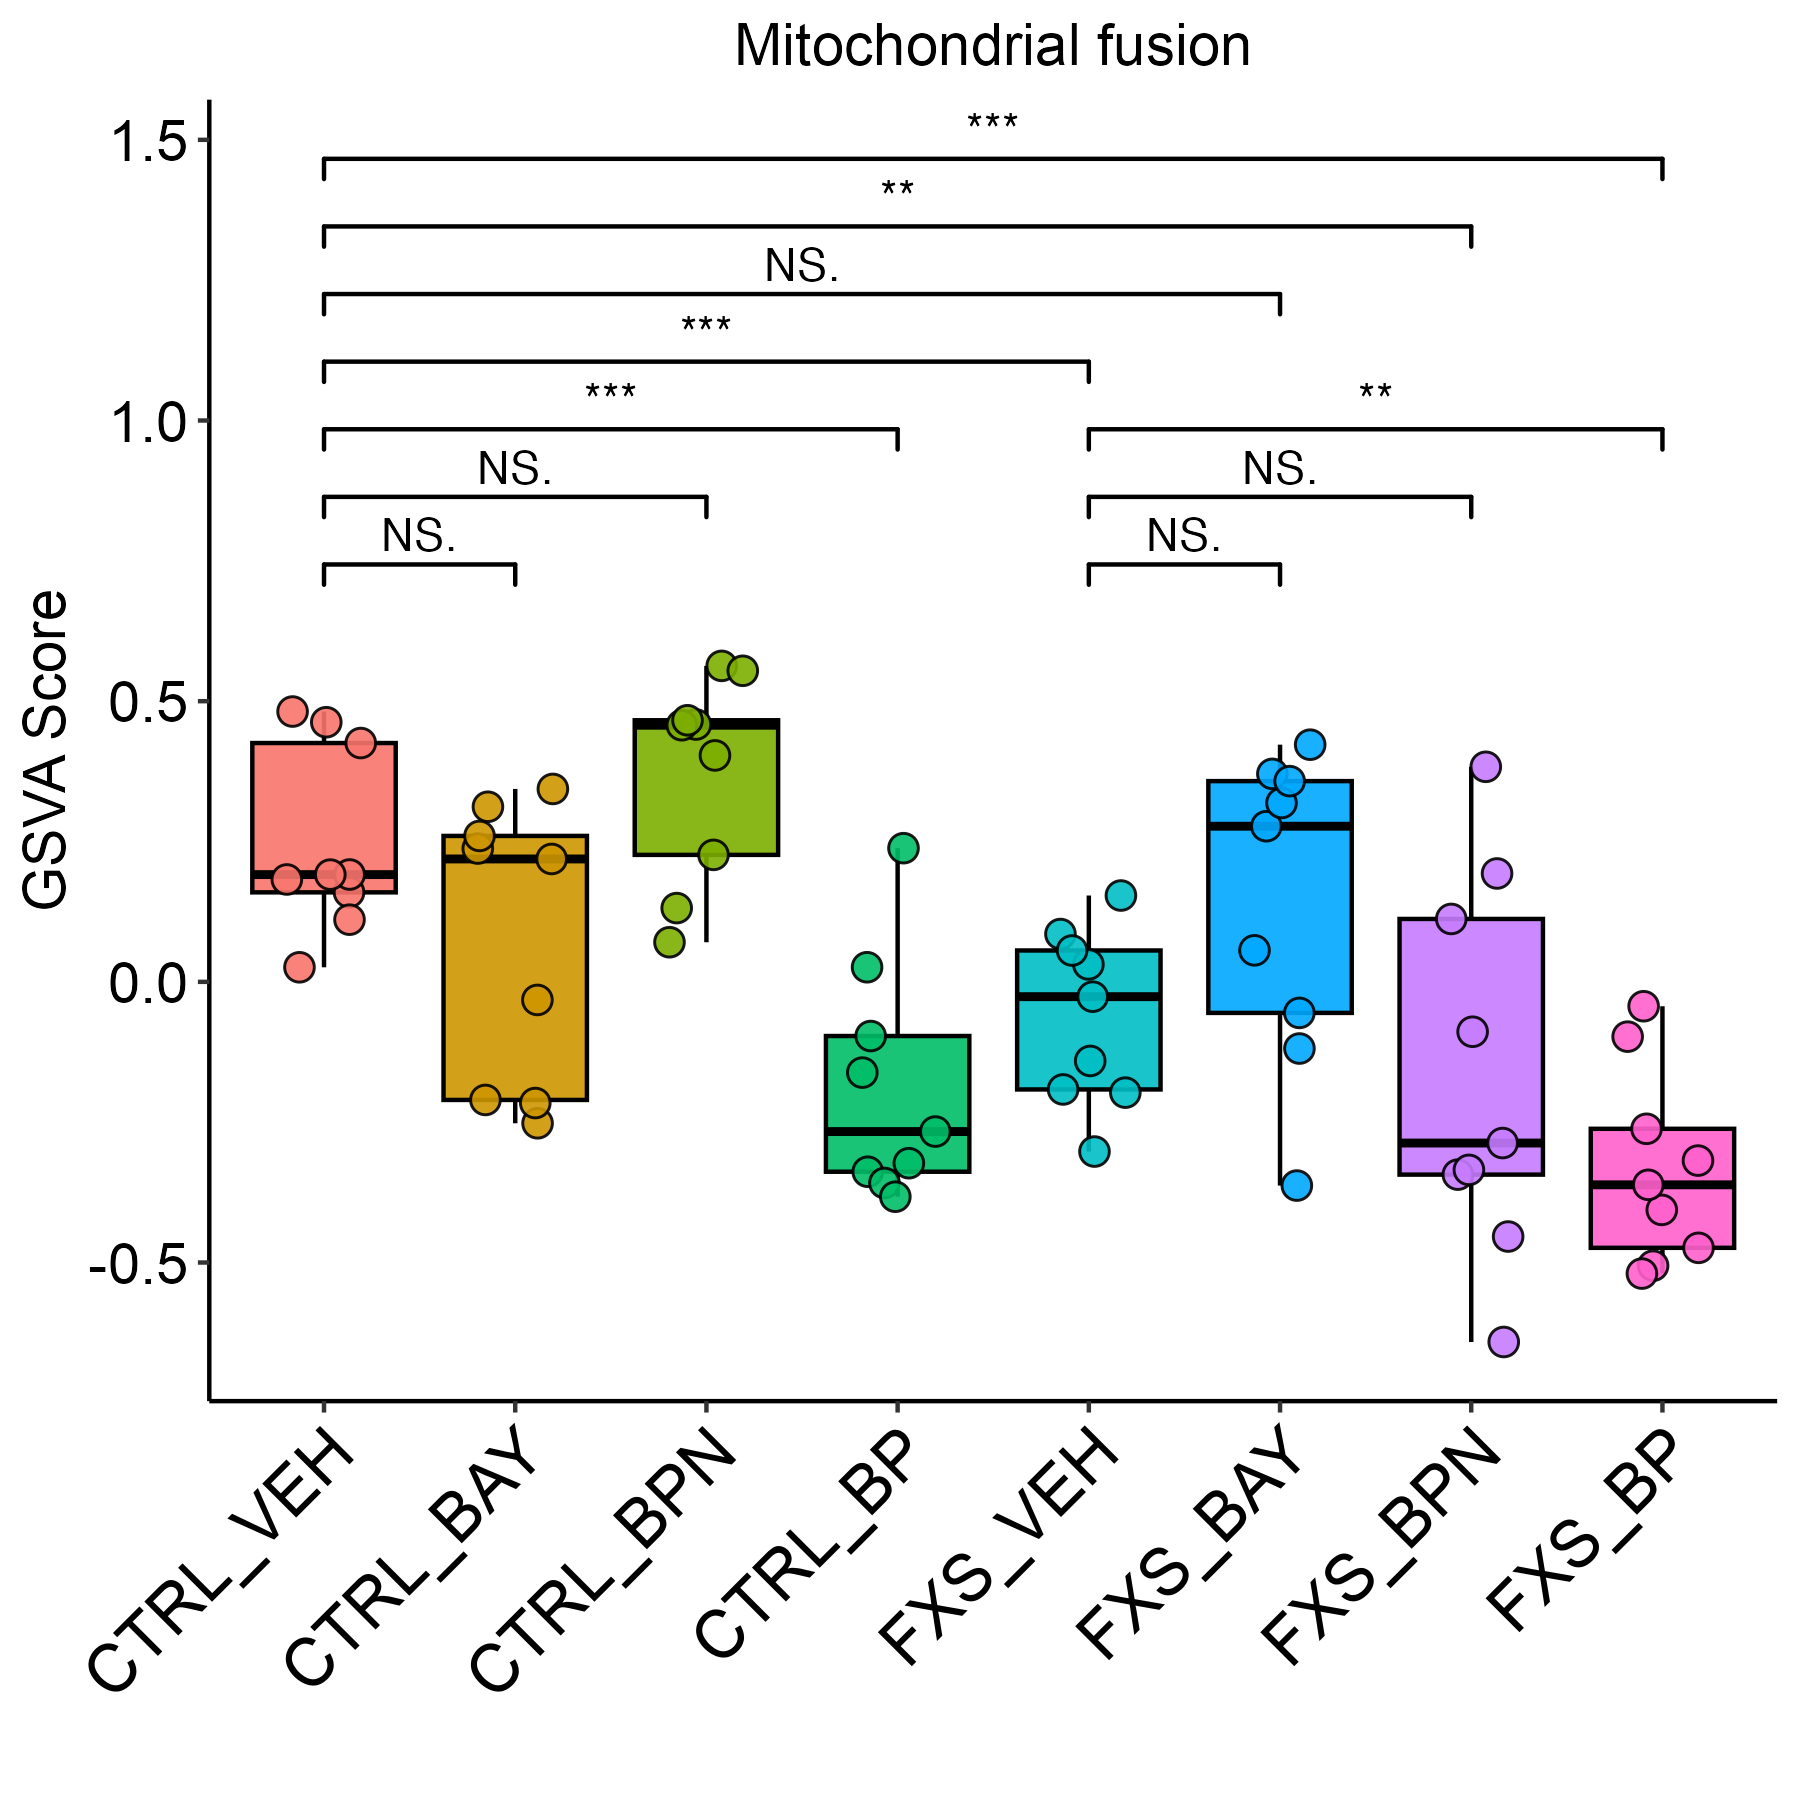 Mitochondrial fusion
GSVA Score
1.5
1.0
0.5
0.0
-0.5
***
**
NS.
***
***
**
NS.
NS.
NS.
NS.
CTRL_VEH
CTRL_BAY
CTRL_BPN
CTRL_BP
FXS_VEH
FXS_BAY
FXS_BPN
FXS_BP